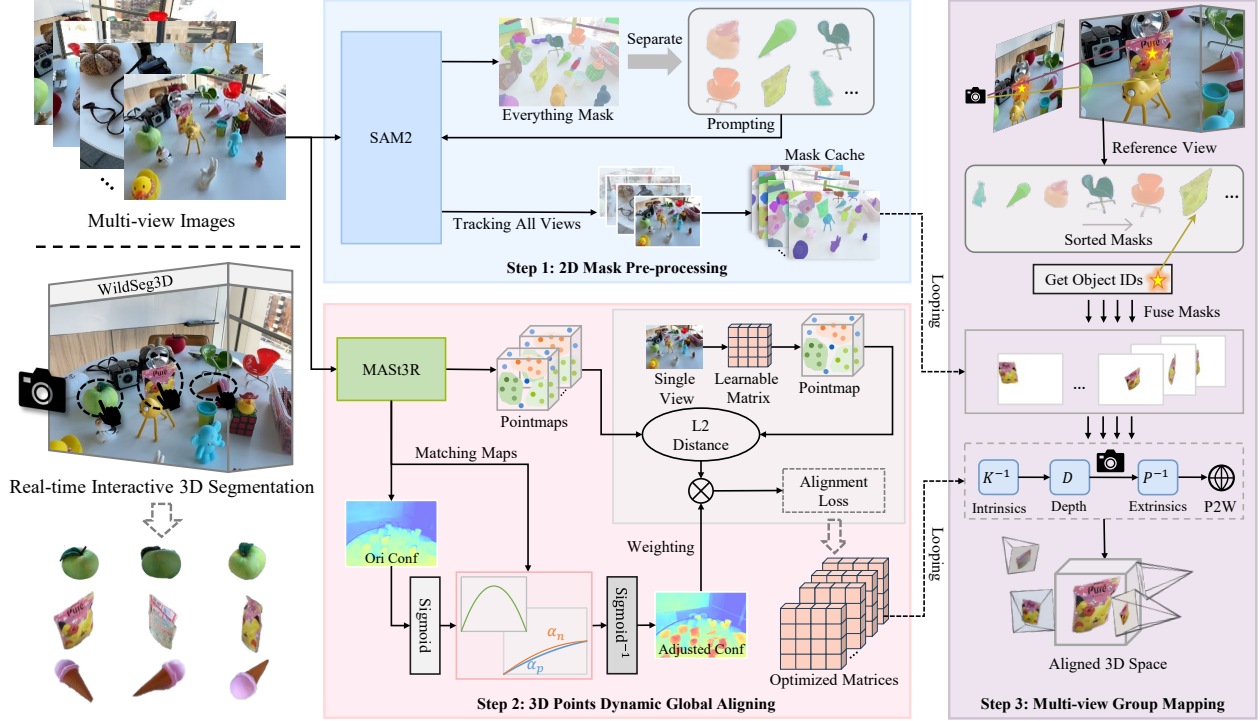 Multi-view Images
WildSeg3D
Real-time Interactive 3D Segmentation
SAM2
Everything Mask
Separate
Prompting
...
Tracking All Views
Mask Cache
Step 1: 2D Mask Pre-processing
MASt3R
Pointmaps
Single
View
Learnable
Matrix
Pointmap
L2
Distance
Matching Maps
Alignment
Loss
Weighting
Ori Conf
Sigmoid
αₙ
αₚ
Sigmoid⁻¹
Adjusted Conf
Optimized Matrices
Step 2: 3D Points Dynamic Global Aligning
Looping
Looping
Pure
Reference View
...
Sorted Masks
Get Object IDs
Fuse Masks
...
K⁻¹
D
P⁻¹
Intrinsics
Depth
Extrinsics
P2W
Aligned 3D Space
Step 3: Multi-view Group Mapping